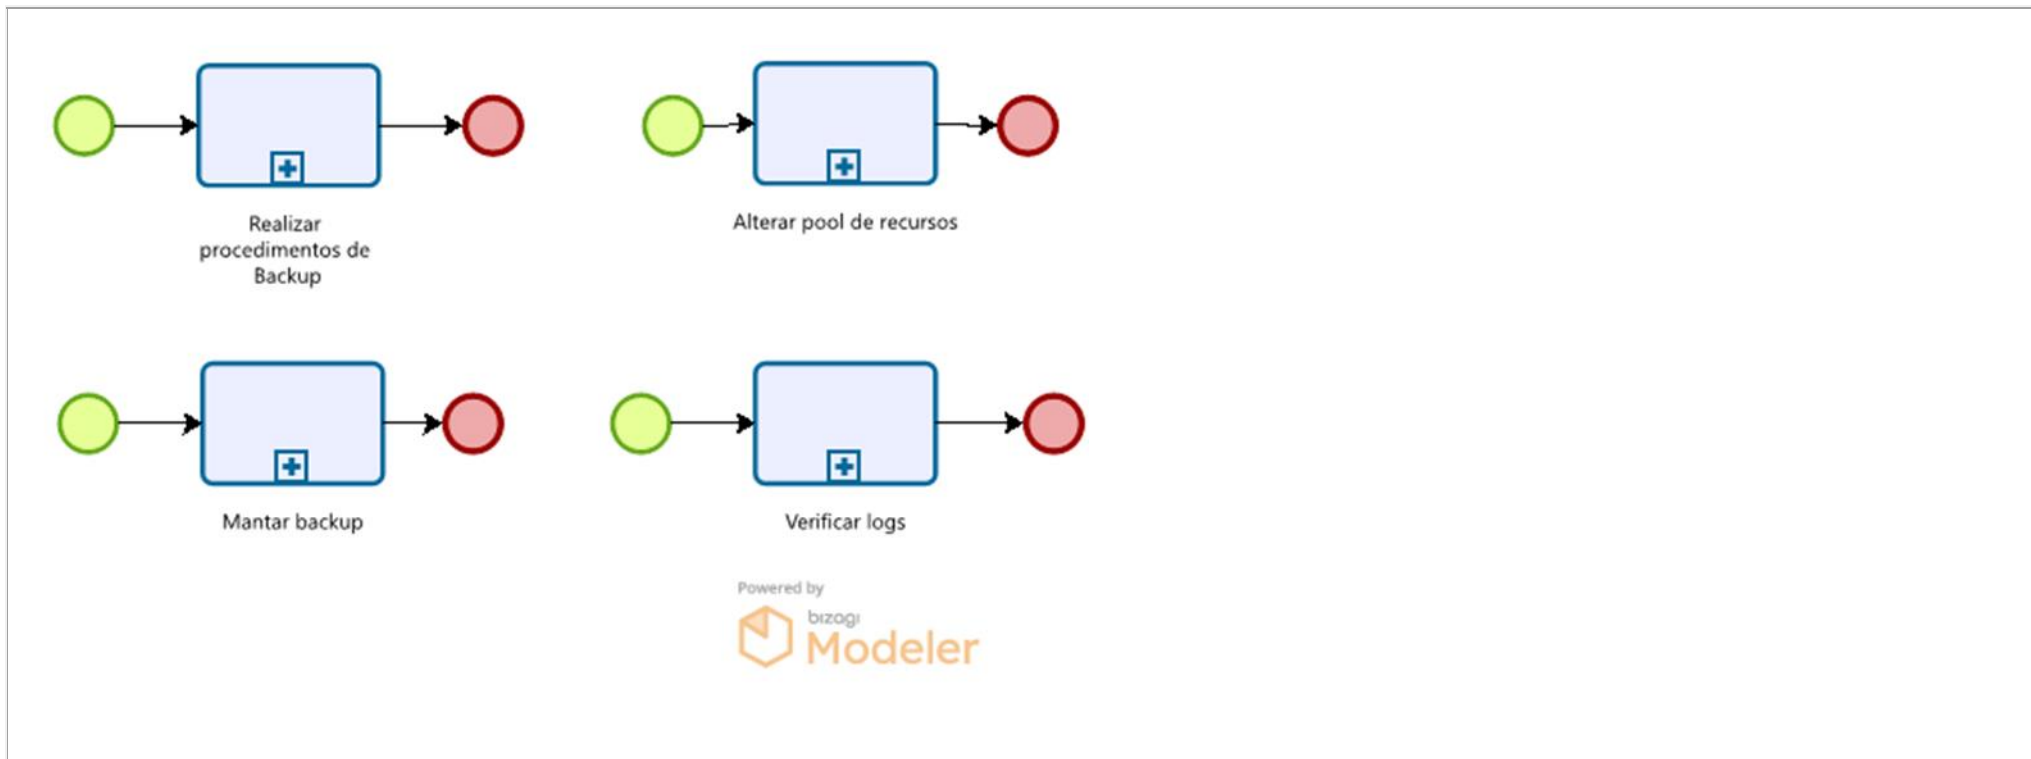 Realizar
procedimentos de
Backup
Alterar pool de recursos
Mantar backup
Verificar logs
Powered by
bizagi
Modeler